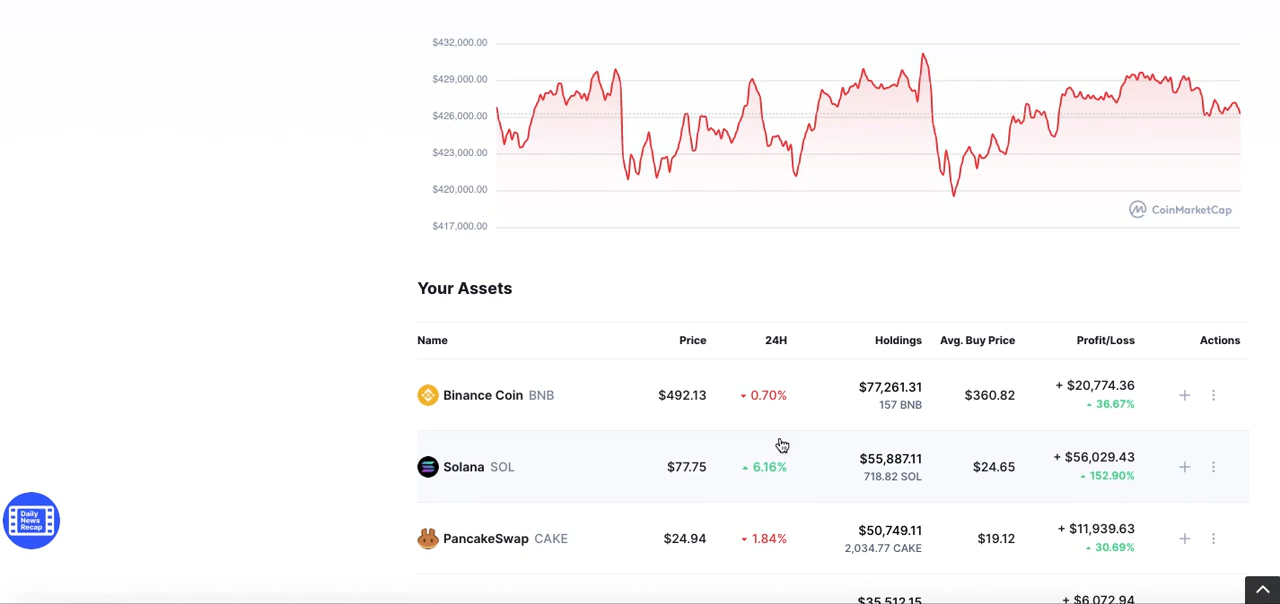 $432,000.00
$429,000.00
$426,000.00
$423,000.00
$420,000.00
$417,000.00
CoinMarketCap
Your Assets
Name Price 24H Holdings Avg. Buy Price Profit/Loss Actions
Binance Coin BNB $492.13 0.70% $77,261.31 $360.82 + $20,774.36
157 BNB 36.67%
Solana SOL $77.75 6.16% $55,887.11 $24.65 + $56,029.43
718.82 SOL 152.90%
Daily
News
Recap
PancakeSwap CAKE $24.94 1.84% $50,749.11 $19.12 + $11,939.63
2,034.77 CAKE 30.69%
$35,512.15 + $6,072.94